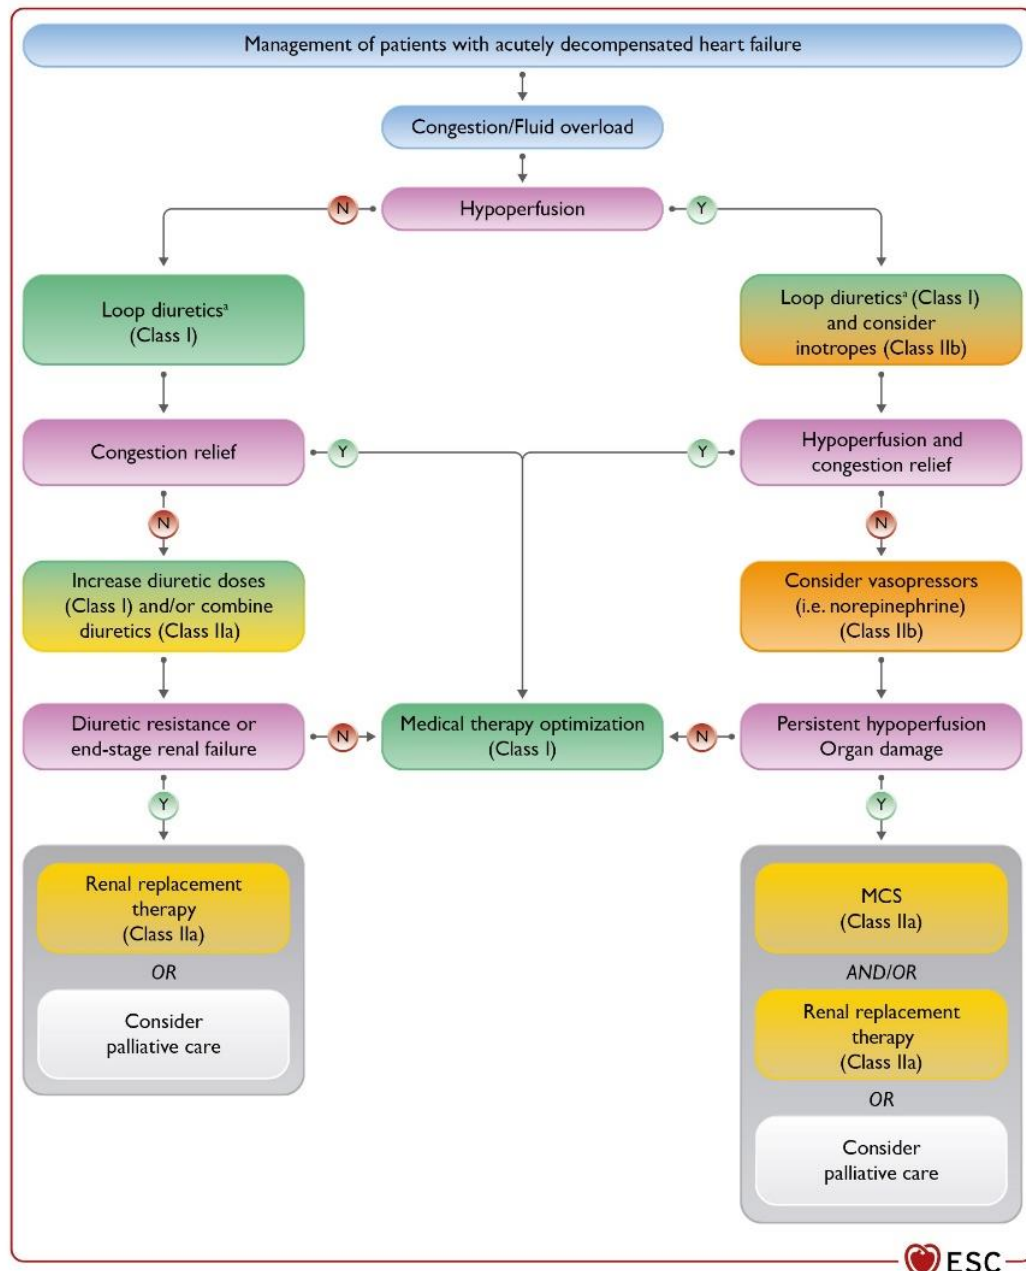 Management of patients with acutely decompensated heart failure
Congestion/Fluid overload
Hypoperfusion
N
Y
Loop diureticsᵃ
(Class I)
Loop diureticsᵃ (Class I)
and consider
inotropes (Class IIb)
Congestion relief
Y
Y
Hypoperfusion and
congestion relief
N
N
Increase diuretic doses
(Class I) and/or combine
diuretics (Class IIa)
Consider vasopressors
(i.e. norepinephrine)
(Class IIb)
Diuretic resistance or
end-stage renal failure
N
Medical therapy optimization
(Class I)
N
Persistent hypoperfusion
Organ damage
Y
Y
Renal replacement
therapy
(Class IIa)
OR
Consider
palliative care
MCS
(Class IIa)
AND/OR
Renal replacement
therapy
(Class IIa)
OR
Consider
palliative care
ESC